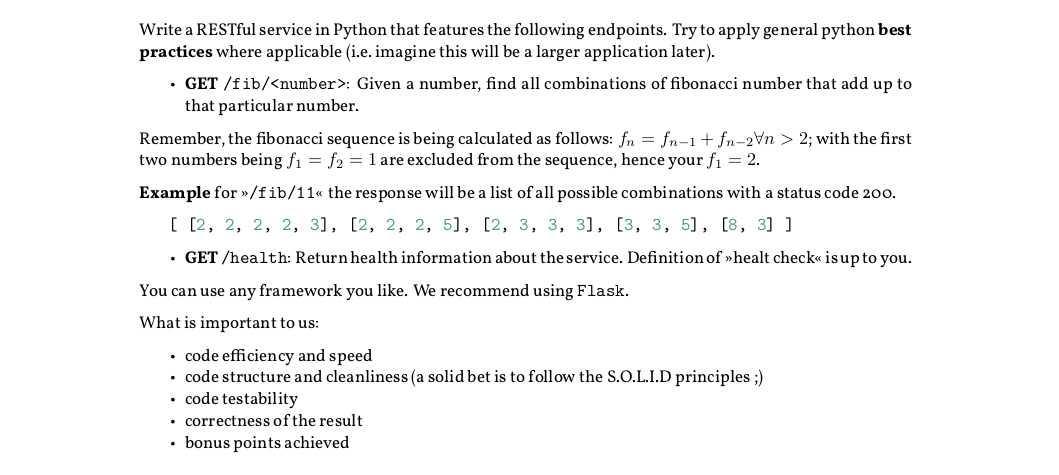 Write a RESTful service in Python that features the following endpoints. Try to apply general python best
practices where applicable (i.e. imagine this will be a larger application later).
• GET /fib/<number>: Given a number, find all combinations of fibonacci number that add up to
that particular number.
Remember, the fibonacci sequence is being calculated as follows: fₙ = fₙ₋₁ + fₙ₋₂∀n > 2; with the first
two numbers being f₁ = f₂ = 1 are excluded from the sequence, hence your f₁ = 2.
Example for »/fib/11« the response will be a list of all possible combinations with a status code 200.
[ [2, 2, 2, 2, 3], [2, 2, 2, 5], [2, 3, 3, 3], [3, 3, 5], [8, 3] ]
• GET /health: Return health information about the service. Definition of »healt check« is up to you.
You can use any framework you like. We recommend using Flask.
What is important to us:
• code efficiency and speed
• code structure and cleanliness (a solid bet is to follow the S.O.L.I.D principles ;)
• code testability
• correctness of the result
• bonus points achieved